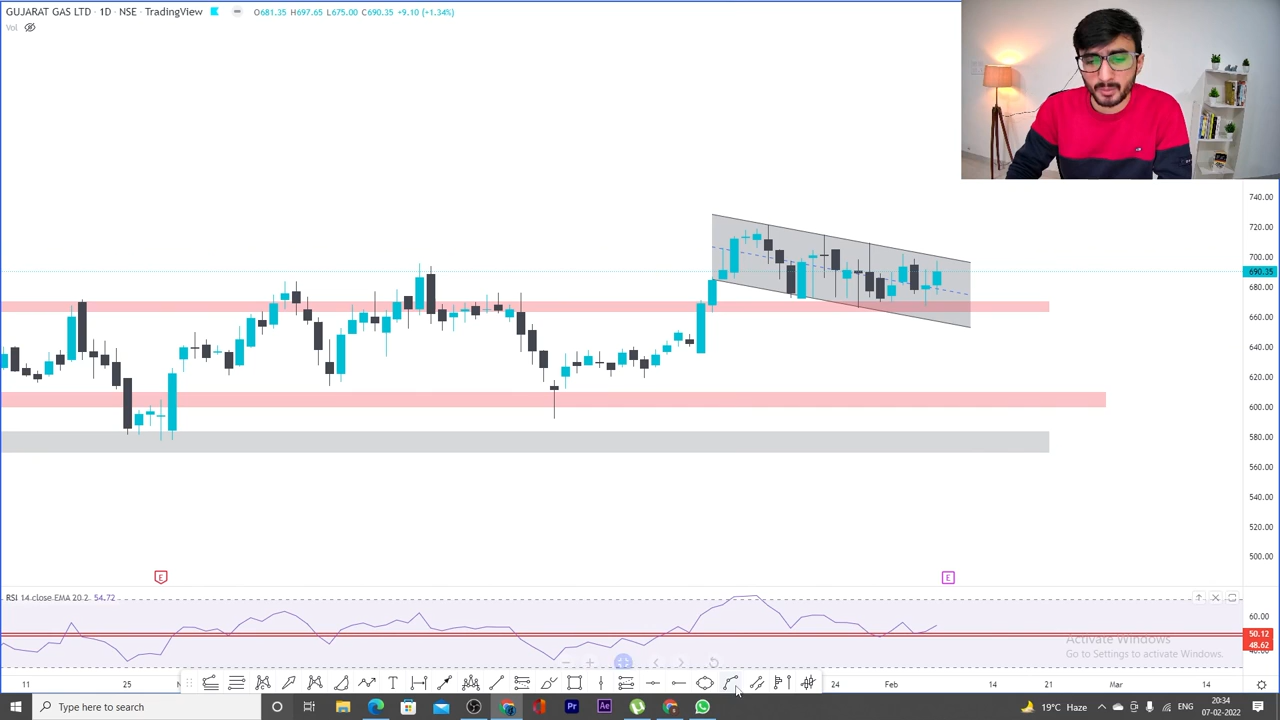 GUJARAT GAS LTD · 1D · NSE · TradingView O681.35 H697.65 L675.00 C690.35 +9.10 (+1.34%)
Vol
740.00
720.00
700.00
690.35
680.00
660.00
640.00
620.00
600.00
580.00
560.00
540.00
520.00
500.00
E E
RSI 14 close EMA 20 2 54.72
60.00
50.12
48.62
Activate Windows
Go to Settings to activate Windows.
11 25 24 Feb 14 21 Mar 14
Type here to search
Pr Ae
19°C Haze
ENG
20:34
07-02-2022